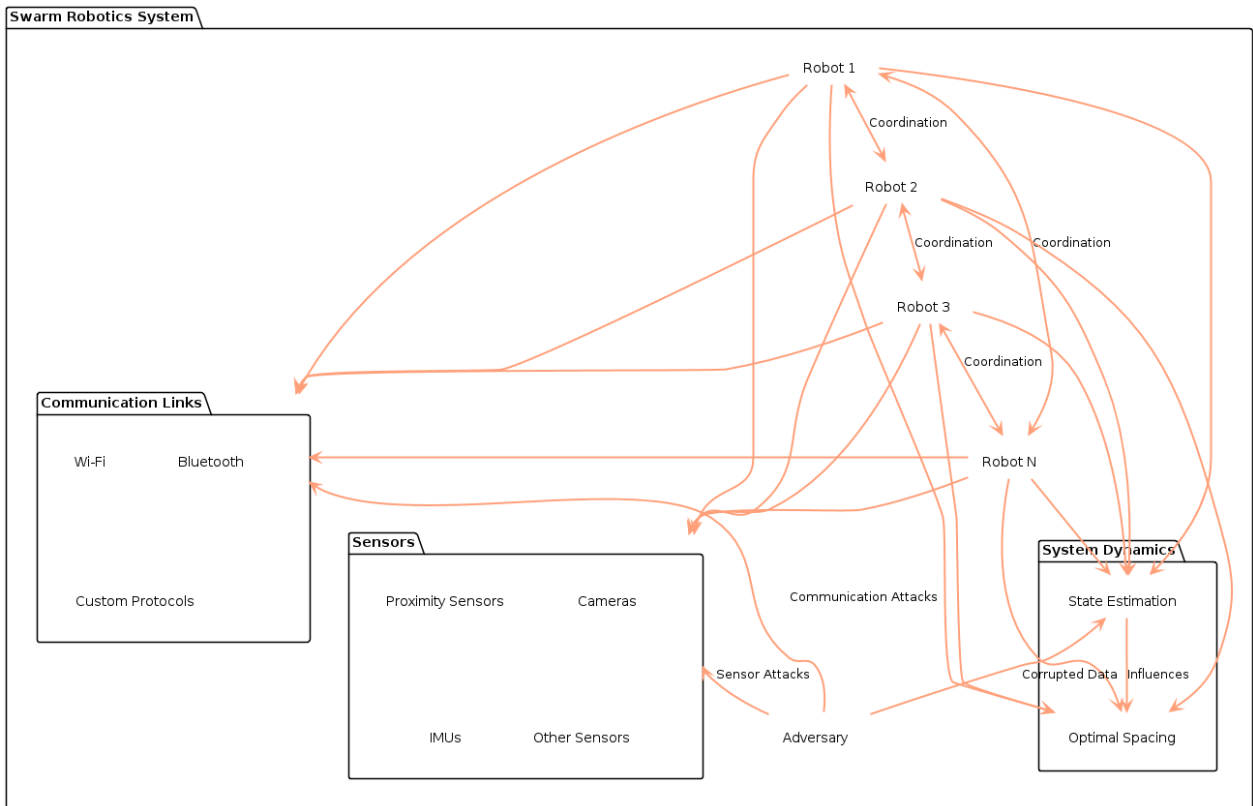 Swarm Robotics System
Robot 1
Coordination
Robot 2
Coordination
Coordination
Robot 3
Coordination
Communication Links
Wi-Fi
Bluetooth
Robot N
Sensors
System Dynamics
Custom Protocols
Proximity Sensors
Cameras
Communication Attacks
State Estimation
Sensor Attacks
Corrupted Data
Influences
IMUs
Other Sensors
Adversary
Optimal Spacing